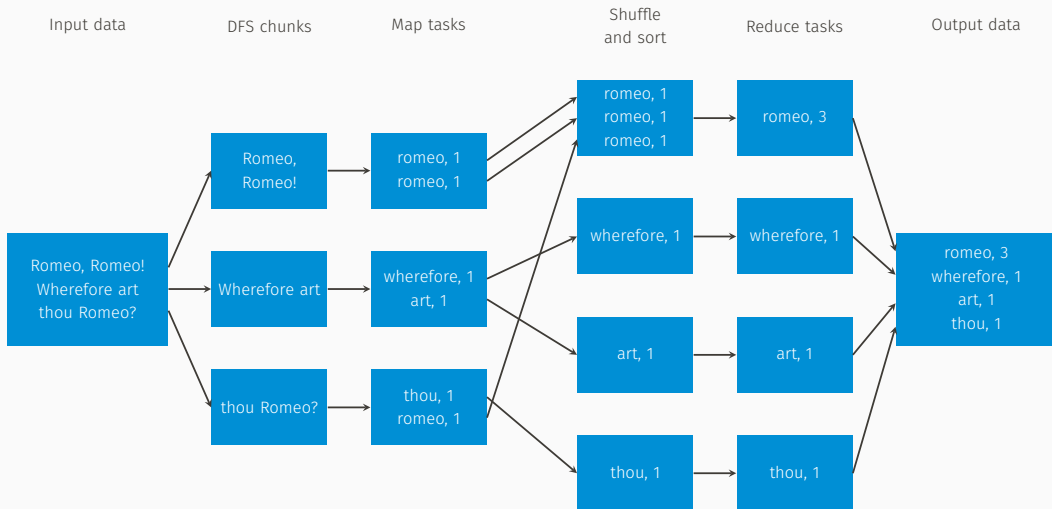 Input data
DFS chunks
Map tasks
Shuffle
and sort
Reduce tasks
Output data
Romeo, Romeo!
Wherefore art
thou Romeo?
Romeo,
Romeo!
Wherefore art
thou Romeo?
romeo, 1
romeo, 1
wherefore, 1
art, 1
thou, 1
romeo, 1
romeo, 1
romeo, 1
romeo, 1
wherefore, 1
art, 1
thou, 1
romeo, 3
wherefore, 1
art, 1
thou, 1
romeo, 3
wherefore, 1
art, 1
thou, 1